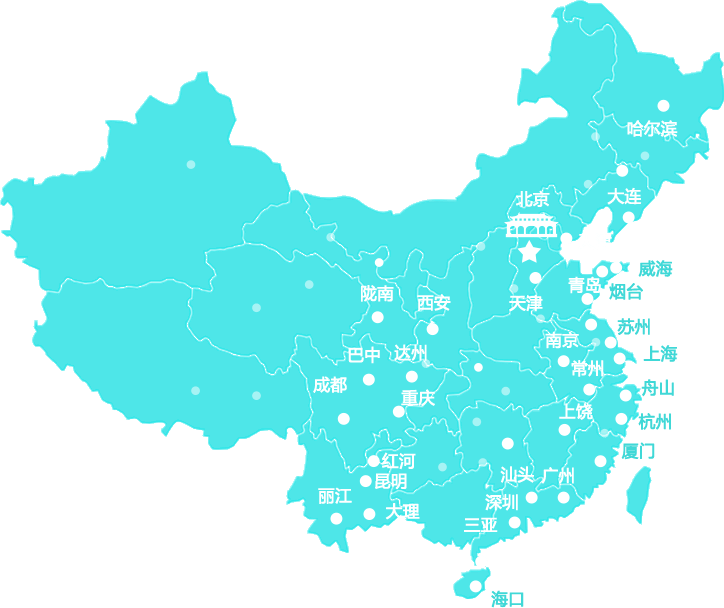 哈尔滨
大连
北京
威海
青岛
烟台
天津
陇南
西安
苏州
南京
上海
巴中
达州
常州
成都
舟山
重庆
上饶
杭州
厦门
红河
昆明
汕头
广州
丽江
深圳
大理
三亚
海口